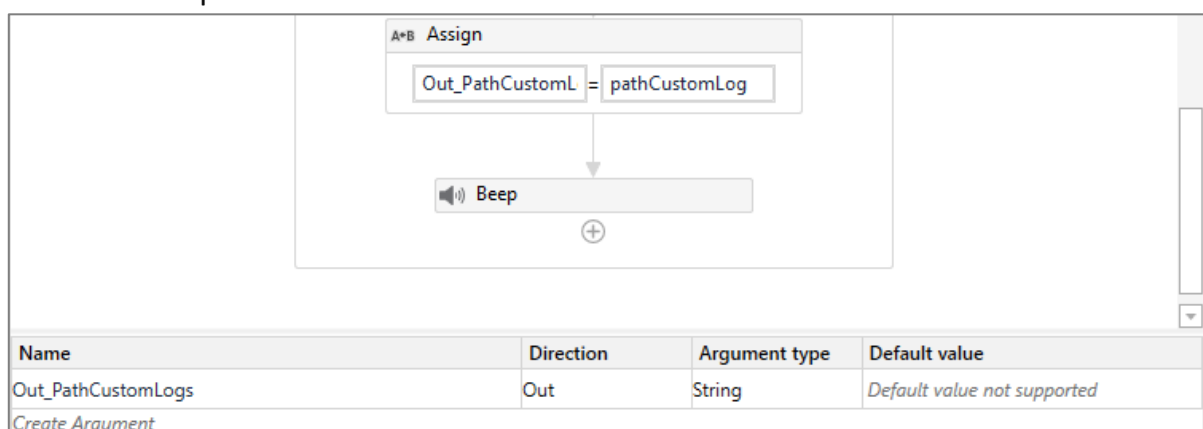 A+B Assign
Out_PathCustomL = pathCustomLog
Beep
Name Direction Argument type Default value
Out_PathCustomLogs Out String Default value not supported
Create Argument